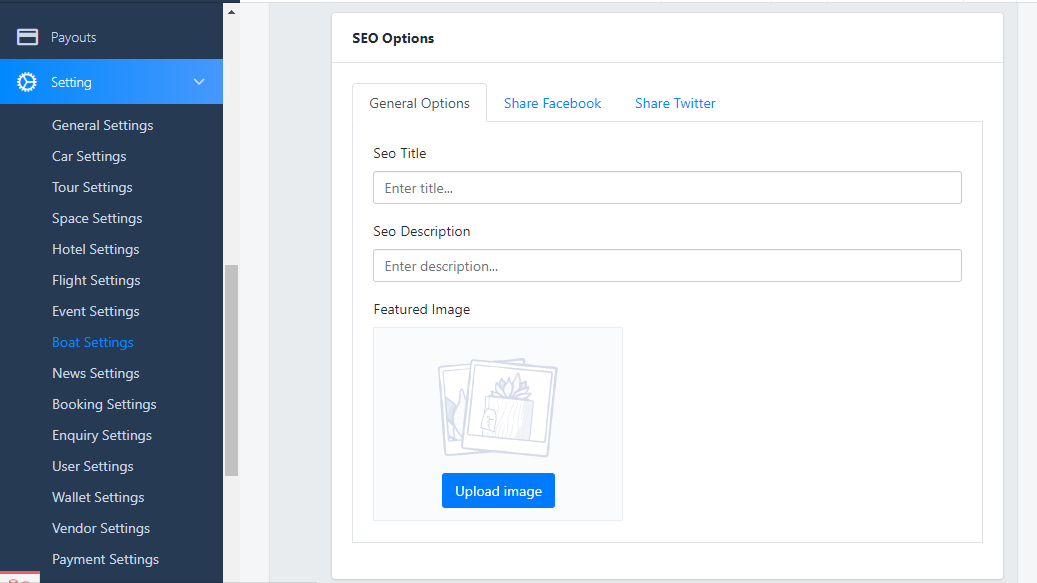 Payouts
Setting
General Settings
Car Settings
Tour Settings
Space Settings
Hotel Settings
Flight Settings
Event Settings
Boat Settings
News Settings
Booking Settings
Enquiry Settings
User Settings
Wallet Settings
Vendor Settings
Payment Settings
SEO Options
General Options Share Facebook Share Twitter
Seo Title
Enter title...
Seo Description
Enter description...
Featured Image
Upload image